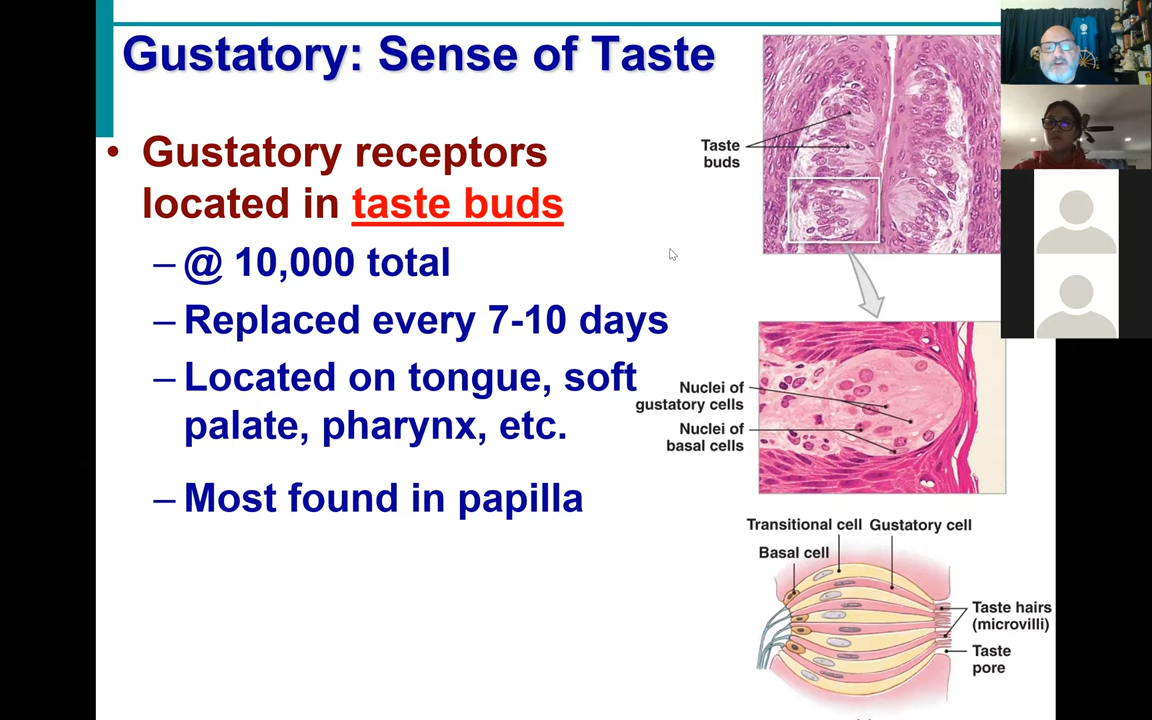 Gustatory: Sense of Taste
• Gustatory receptors
located in taste buds
– @ 10,000 total
– Replaced every 7-10 days
– Located on tongue, soft
palate, pharynx, etc.
– Most found in papilla
Taste
buds
Nuclei of
gustatory cells
Nuclei of
basal cells
Transitional cell
Gustatory cell
Basal cell
Taste hairs
(microvilli)
Taste
pore